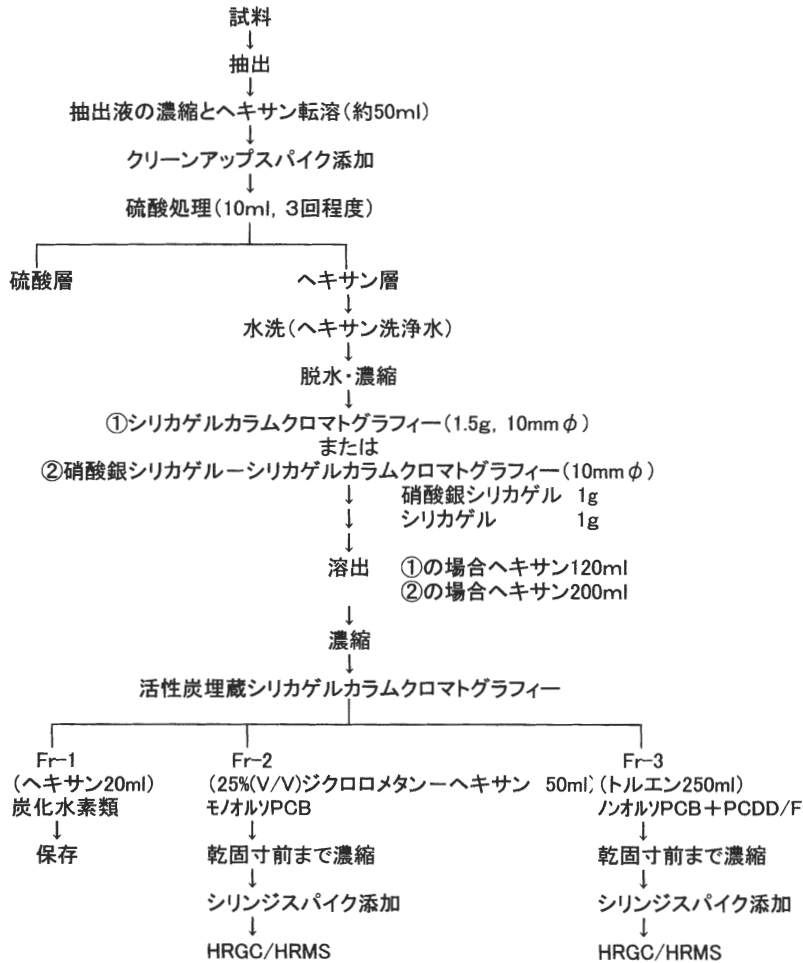 試料
↓
抽出
↓
抽出液の濃縮とヘキサン転溶(約50ml)
↓
クリーンアップスパイク添加
↓
硫酸処理(10ml, 3回程度)
硫酸層 ヘキサン層
↓
水洗(ヘキサン洗浄水)
↓
脱水・濃縮
↓
①シリカゲルカラムクロマトグラフィー(1.5g, 10mmφ)
または
②硝酸銀シリカゲルーシリカゲルカラムクロマトグラフィー(10mmφ)
↓ 硝酸銀シリカゲル 1g
↓ シリカゲル 1g
↓
溶出 ①の場合ヘキサン120ml
②の場合ヘキサン200ml
↓
濃縮
↓
活性炭埋蔵シリカゲルカラムクロマトグラフィー
Fr-1 Fr-2 Fr-3
(ヘキサン20ml) (25%(V/V)ジクロロメタンーヘキサン 50ml) (トルエン250ml)
炭化水素類 モノオルソPCB ノンオルソPCB+PCDD/F
↓ ↓ ↓
保存 乾固寸前まで濃縮 乾固寸前まで濃縮
↓ ↓
シリンジスパイク添加 シリンジスパイク添加
↓ ↓
HRGC/HRMS HRGC/HRMS